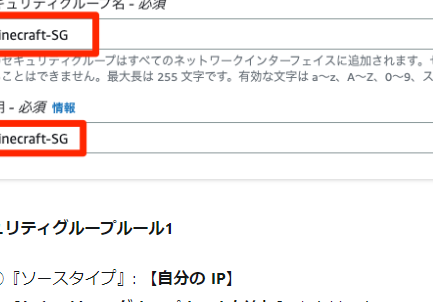 キュリティグループ名 - 必須
inecraft-SG
セキュリティグループはすべてのネットワークインターフェイスに追加されます。
ことはできません。最大長は 255 文字です。有効な文字は a～z、A～Z、0～9、ス
- 必須 情報
inecraft-SG
ュリティグループルール1
『ソースタイプ』: 【自分の IP】